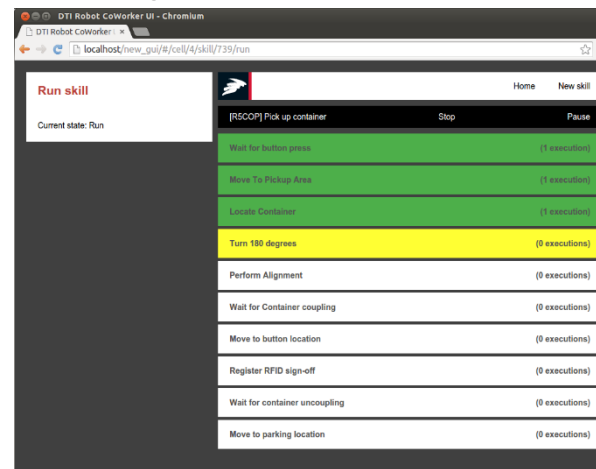 DTI Robot CoWorker UI - Chromium
DTI Robot CoWorker
localhost/new_gui/#/cell/4/skill/739/run
Run skill
Current state: Run
Home New skill
[R5COP] Pick up container Stop Pause
Wait for button press (1 execution)
Move To Pickup Area (1 execution)
Locate Container (1 execution)
Turn 180 degrees (0 executions)
Perform Alignment (0 executions)
Wait for Container coupling (0 executions)
Move to button location (0 executions)
Register RFID sign-off (0 executions)
Wait for container uncoupling (0 executions)
Move to parking location (0 executions)